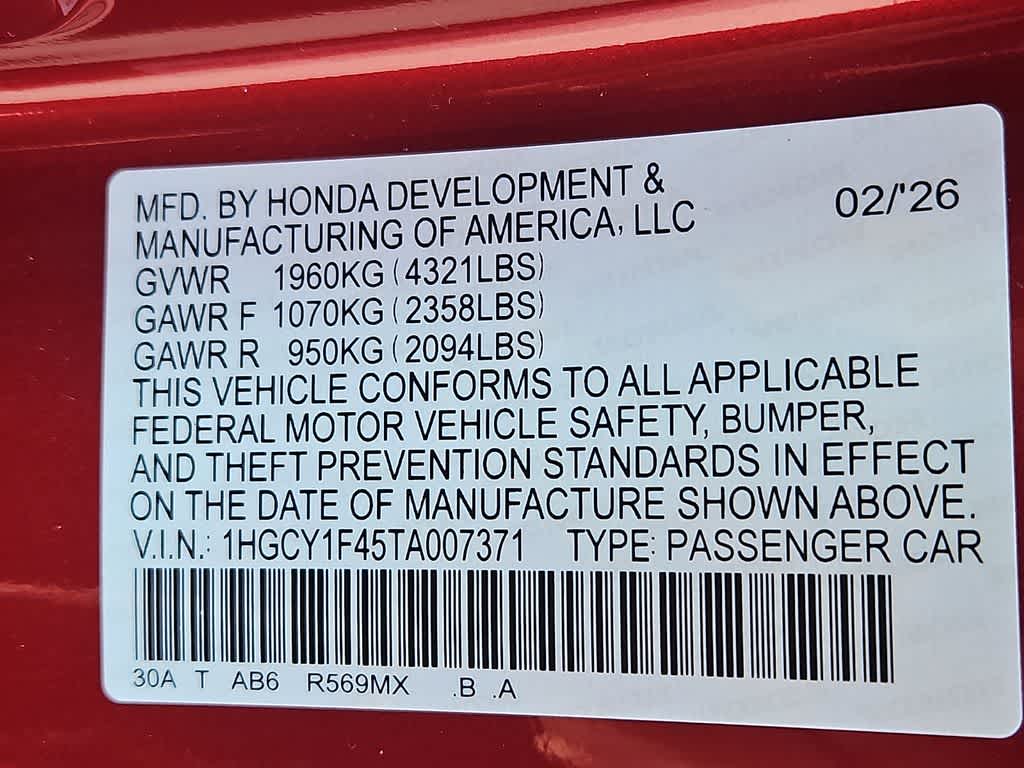 MFD. BY HONDA DEVELOPMENT &
MANUFACTURING OF AMERICA, LLC 02/'26
GVWR 1960KG (4321LBS)
GAWR F 1070KG (2358LBS)
GAWR R 950KG (2094LBS)
THIS VEHICLE CONFORMS TO ALL APPLICABLE
FEDERAL MOTOR VEHICLE SAFETY, BUMPER,
AND THEFT PREVENTION STANDARDS IN EFFECT
ON THE DATE OF MANUFACTURE SHOWN ABOVE.
V.I.N.: 1HGCY1F45TA007371 TYPE: PASSENGER CAR
30A T AB6 R569MX .B .A